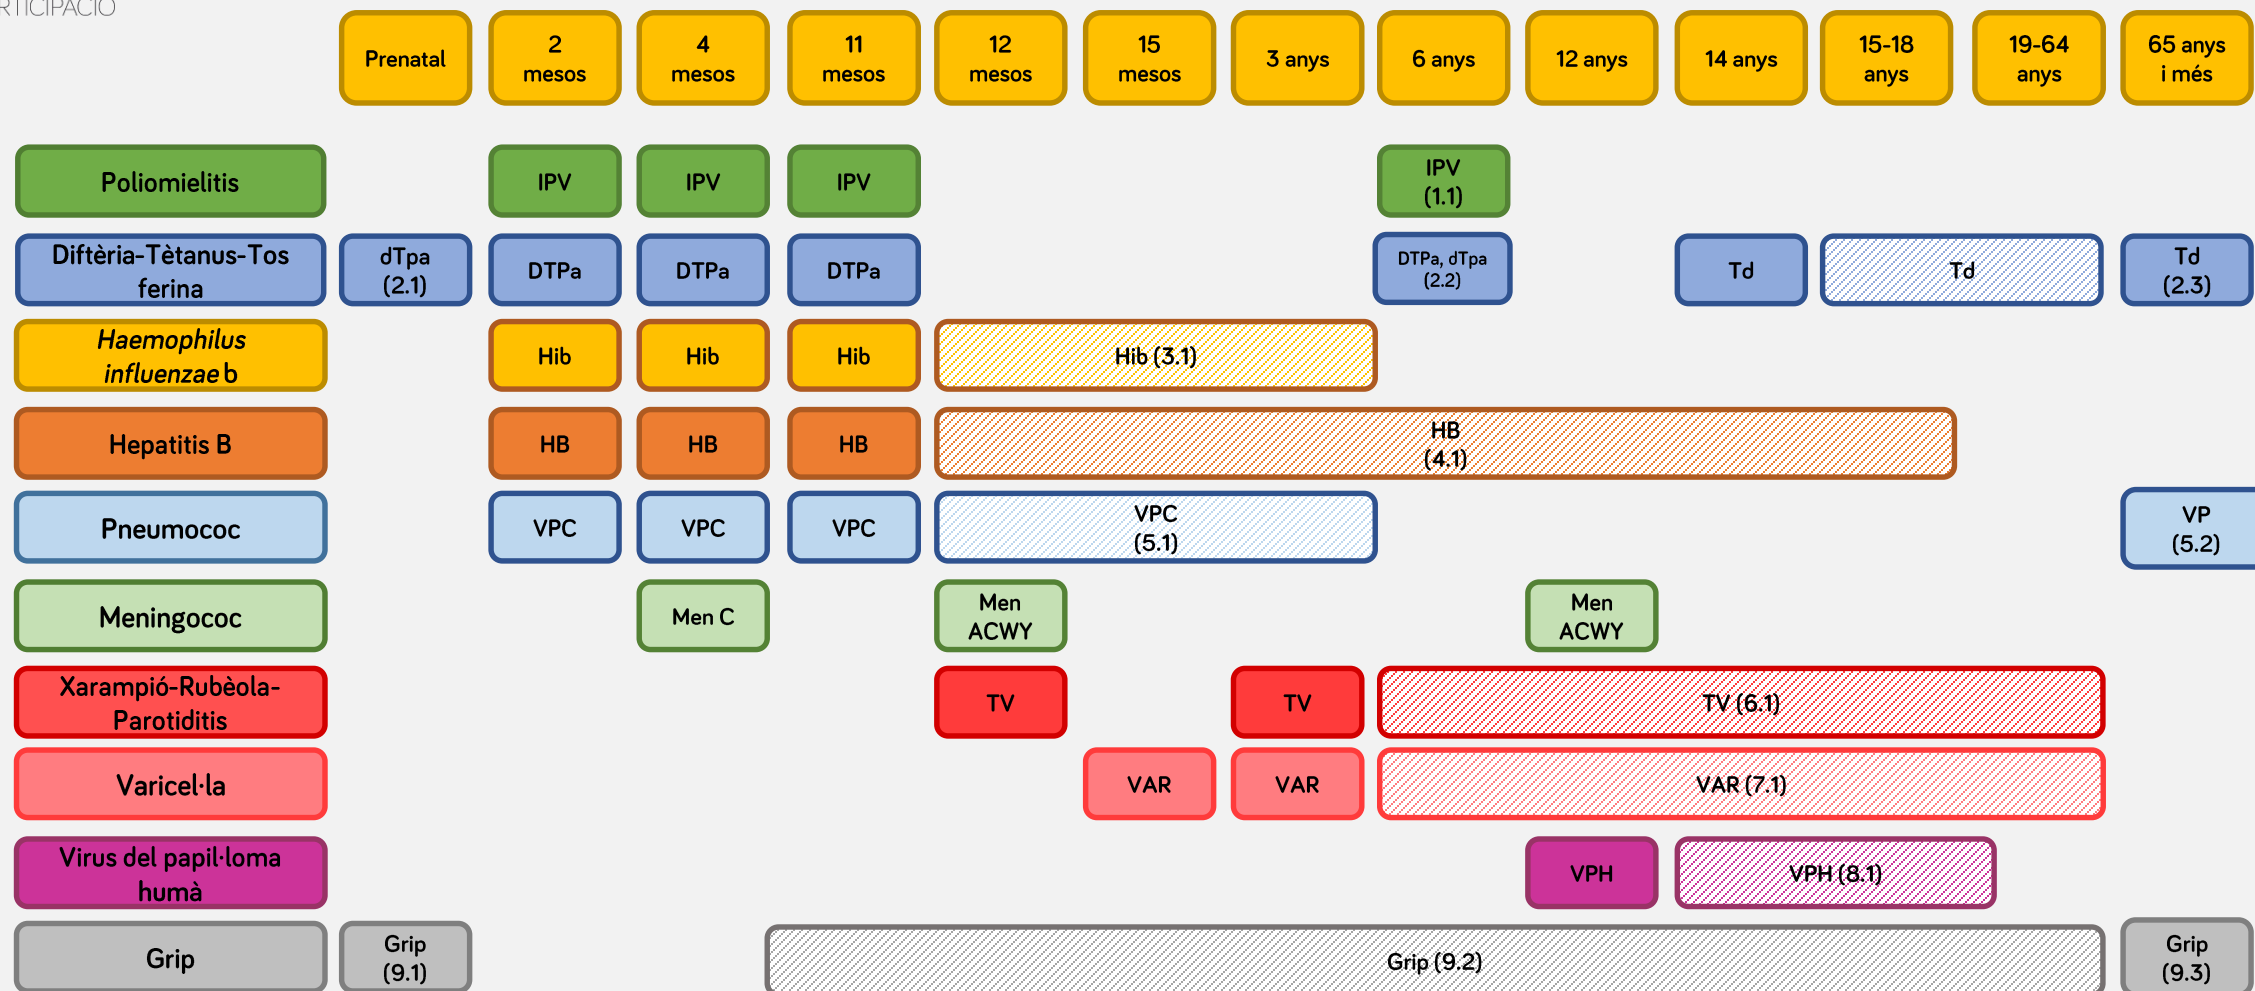 RTICIPACIÓ
Prenatal
2
mesos
4
mesos
11
mesos
12
mesos
15
mesos
3 anys
6 anys
12 anys
14 anys
15-18
anys
19-64
anys
65 anys
i més
Poliomielitis
IPV
IPV
IPV
IPV
(1.1)
Diftèria-Tètanus-Tos
ferina
dTpa
(2.1)
DTPa
DTPa
DTPa
DTPa, dTpa
(2.2)
Td
Td
Td
(2.3)
Haemophilus
influenzae b
Hib
Hib
Hib
Hib (3.1)
Hepatitis B
HB
HB
HB
HB
(4.1)
Pneumococ
VPC
VPC
VPC
VPC
(5.1)
VP
(5.2)
Meningococ
Men C
Men
ACWY
Men
ACWY
Xarampió-Rubèola-
Parotiditis
TV
TV
TV (6.1)
Varicel·la
VAR
VAR
VAR (7.1)
Virus del papil·loma
humà
VPH
VPH (8.1)
Grip
Grip
(9.1)
Grip (9.2)
Grip
(9.3)